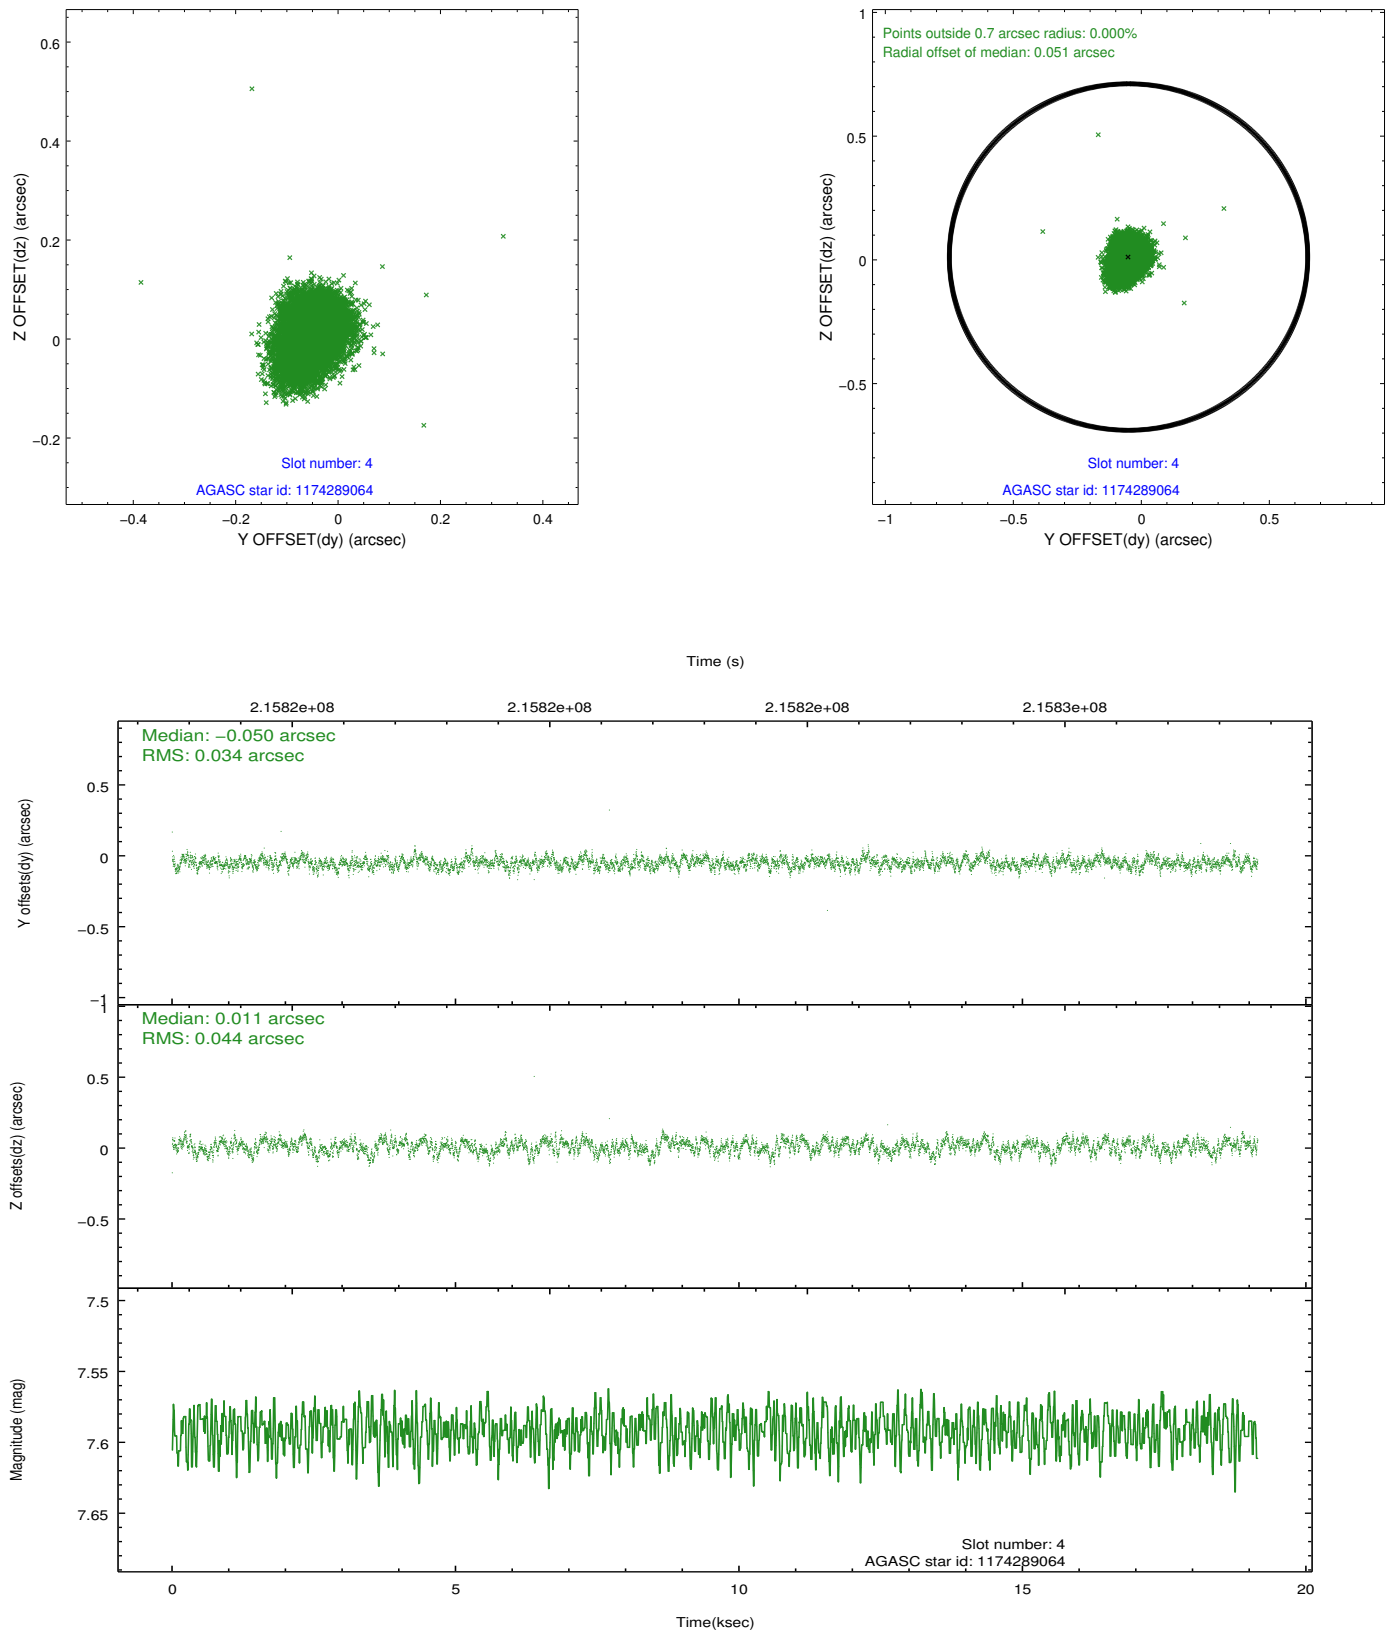 0.6
0.4
0.2
0
−0.2
Z OFFSET(dz) (arcsec)
Slot number: 4
AGASC star id: 1174289064
−0.4
−0.2
0
0.2
0.4
Y OFFSET(dy) (arcsec)
1
0.5
0
−0.5
Z OFFSET(dz) (arcsec)
Points outside 0.7 arcsec radius: 0.000%
Radial offset of median: 0.051 arcsec
Slot number: 4
AGASC star id: 1174289064
−1
−0.5
0
0.5
Y OFFSET(dy) (arcsec)
Time (s)
2.1582e+08
2.1582e+08
2.1582e+08
2.1583e+08
Median: −0.050 arcsec
RMS: 0.034 arcsec
0.5
0
−0.5
−1
Y offsets(dy) (arcsec)
Median: 0.011 arcsec
RMS: 0.044 arcsec
1
0.5
0
−0.5
Z offsets(dz) (arcsec)
7.5
7.55
7.6
7.65
Magnitude (mag)
Slot number: 4
AGASC star id: 1174289064
0
5
10
15
20
Time(ksec)